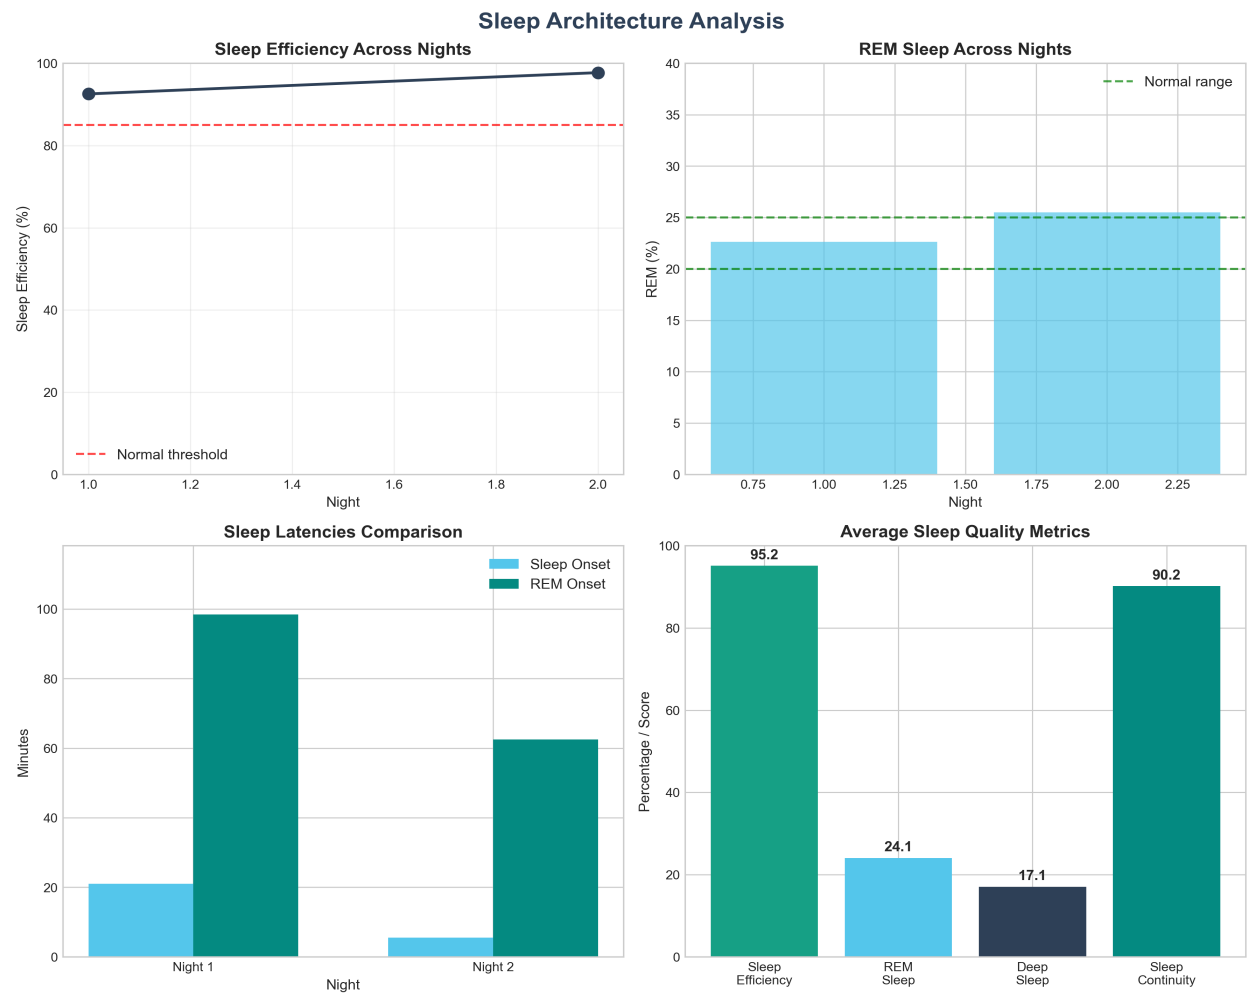 Sleep Architecture Analysis
Sleep Efficiency Across Nights
100
80
60
40
20
0
Sleep Efficiency (%)
Normal threshold
1.0 1.2 1.4 1.6 1.8 2.0
Night
REM Sleep Across Nights
40
35
30
25
20
15
10
5
0
REM (%)
Normal range
0.75 1.00 1.25 1.50 1.75 2.00 2.25
Night
Sleep Latencies Comparison
Sleep Onset
REM Onset
100
80
60
40
20
0
Minutes
Night 1 Night 2
Night
Average Sleep Quality Metrics
100
80
60
40
20
0
Percentage / Score
95.2
24.1
17.1
90.2
Sleep
Efficiency
REM
Sleep
Deep
Sleep
Sleep
Continuity